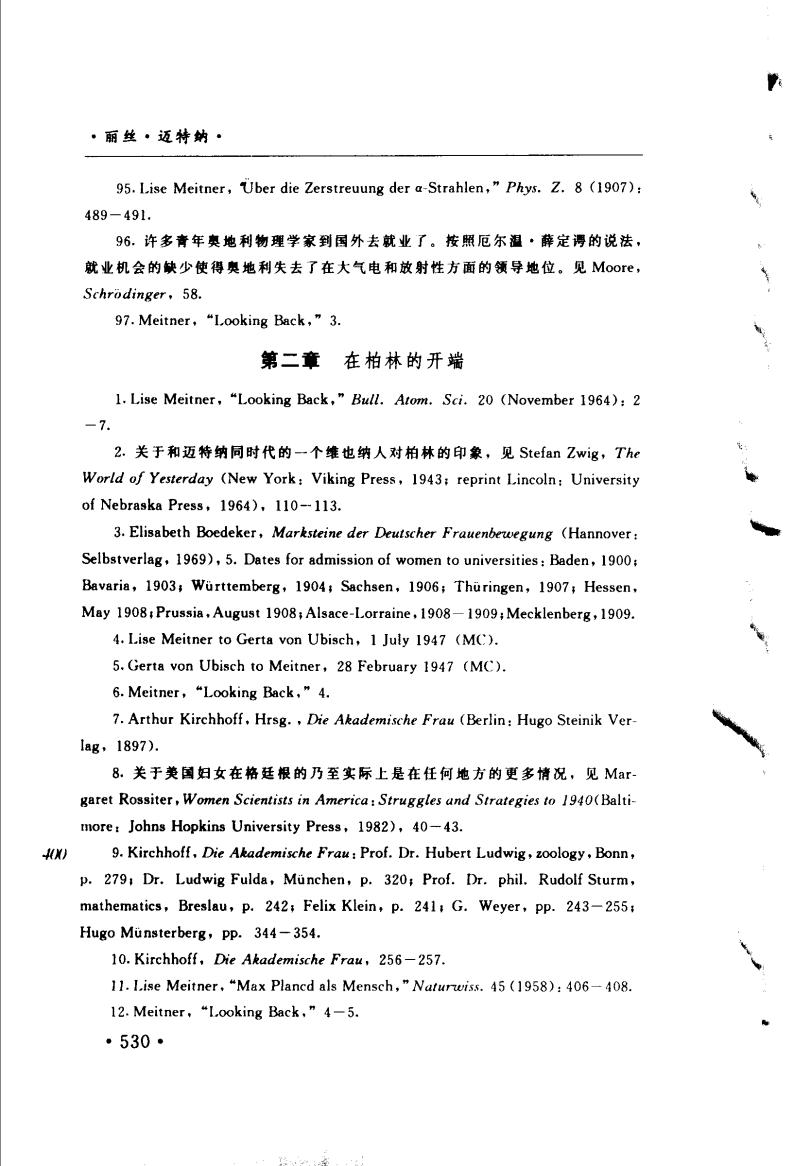 ·丽丝·迈特纳·
95. Lise Meitner, “Über die Zerstreuung der α-Strahlen,” Phys. Z. 8 (1907):
489—491.
96. 许多青年奥地利物理学家到国外去就业了。按照厄尔温·薛定谔的说法，
就业机会的缺少使得奥地利失去了在大气电和放射性方面的领导地位。见 Moore,
Schrödinger, 58.
97. Meitner, “Looking Back,” 3.
第二章 在柏林的开端
1. Lise Meitner, “Looking Back,” Bull. Atom. Sci. 20 (November 1964): 2
—7.
2. 关于和迈特纳同时代的一个维也纳人对柏林的印象，见 Stefan Zwig, The
World of Yesterday (New York: Viking Press, 1943; reprint Lincoln: University
of Nebraska Press, 1964), 110—113.
3. Elisabeth Boedeker, Marksteine der Deutscher Frauenbewegung (Hannover:
Selbstverlag, 1969), 5. Dates for admission of women to universities: Baden, 1900;
Bavaria, 1903; Württemberg, 1904; Sachsen, 1906; Thüringen, 1907; Hessen,
May 1908; Prussia, August 1908; Alsace-Lorraine, 1908—1909; Mecklenberg, 1909.
4. Lise Meitner to Gerta von Ubisch, 1 July 1947 (MC).
5. Gerta von Ubisch to Meitner, 28 February 1947 (MC).
6. Meitner, “Looking Back,” 4.
7. Arthur Kirchhoff, Hrsg., Die Akademische Frau (Berlin: Hugo Steinik Ver-
lag, 1897).
8. 关于美国妇女在格廷根的乃至实际上是在任何地方的更多情况，见 Mar-
garet Rossiter, Women Scientists in America: Struggles and Strategies to 1940 (Balti-
more: Johns Hopkins University Press, 1982), 40—43.
9. Kirchhoff, Die Akademische Frau: Prof. Dr. Hubert Ludwig, zoology, Bonn,
p. 279; Dr. Ludwig Fulda, München, p. 320; Prof. Dr. phil. Rudolf Sturm,
mathematics, Breslau, p. 242; Felix Klein, p. 241; G. Weyer, pp. 243—255;
Hugo Münsterberg, pp. 344—354.
10. Kirchhoff, Die Akademische Frau, 256—257.
11. Lise Meitner, “Max Plancd als Mensch,” Naturwiss. 45 (1958): 406—408.
12. Meitner, “Looking Back,” 4—5.
·530·